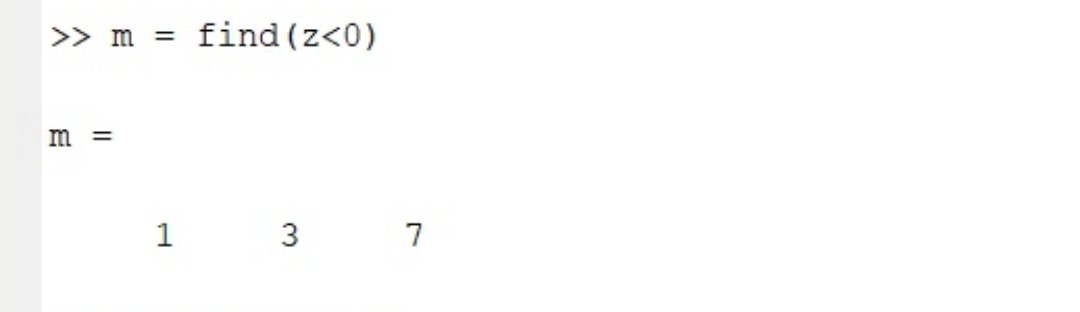 >> m = find(z<0)
m =
1 3 7